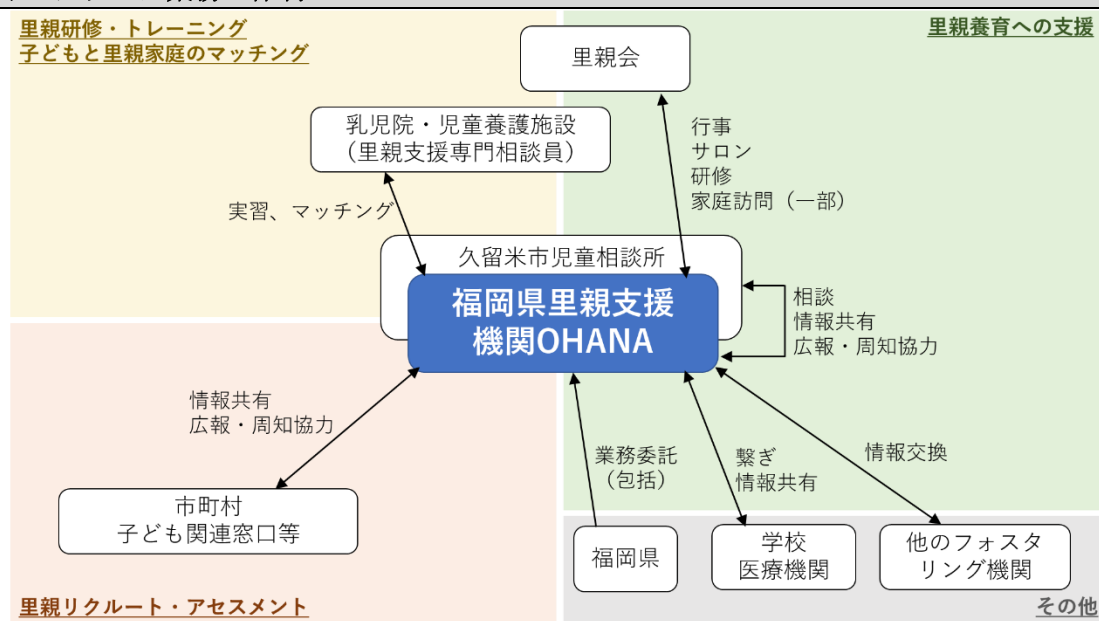 里親研修・トレーニング
子どもと里親家庭のマッチング
里親養育への支援
里親会
乳児院・児童養護施設
（里親支援専門相談員）
行事
サロン
研修
家庭訪問（一部）
実習、マッチング
久留米市児童相談所
福岡県里親支援
機関OHANA
相談
情報共有
広報・周知協力
情報共有
広報・周知協力
業務委託
（包括）
繋ぎ
情報共有
情報交換
市町村
子ども関連窓口等
福岡県
学校
医療機関
他のフォスタ
リング機関
里親リクルート・アセスメント
その他